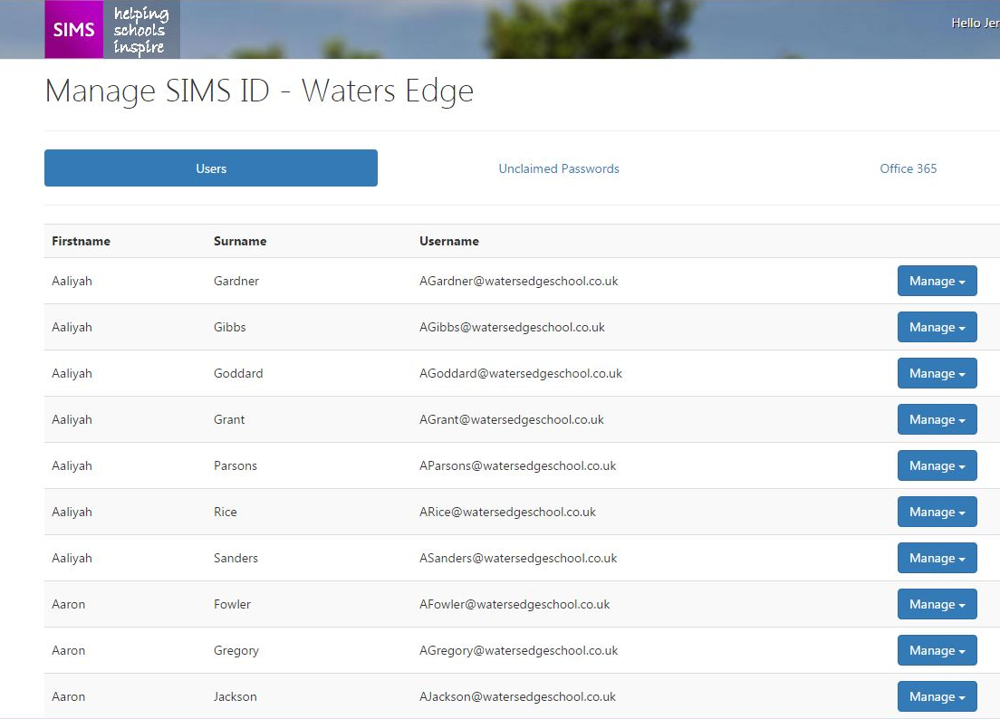 SIMS
helping
schools
inspire
Hello Jer
Manage SIMS ID - Waters Edge
Users Unclaimed Passwords Office 365
Firstname Surname Username
Aaliyah Gardner AGardner@watersedgeschool.co.uk Manage
Aaliyah Gibbs AGibbs@watersedgeschool.co.uk Manage
Aaliyah Goddard AGoddard@watersedgeschool.co.uk Manage
Aaliyah Grant AGrant@watersedgeschool.co.uk Manage
Aaliyah Parsons AParsons@watersedgeschool.co.uk Manage
Aaliyah Rice ARice@watersedgeschool.co.uk Manage
Aaliyah Sanders ASanders@watersedgeschool.co.uk Manage
Aaron Fowler AFowler@watersedgeschool.co.uk Manage
Aaron Gregory AGregory@watersedgeschool.co.uk Manage
Aaron Jackson AJackson@watersedgeschool.co.uk Manage